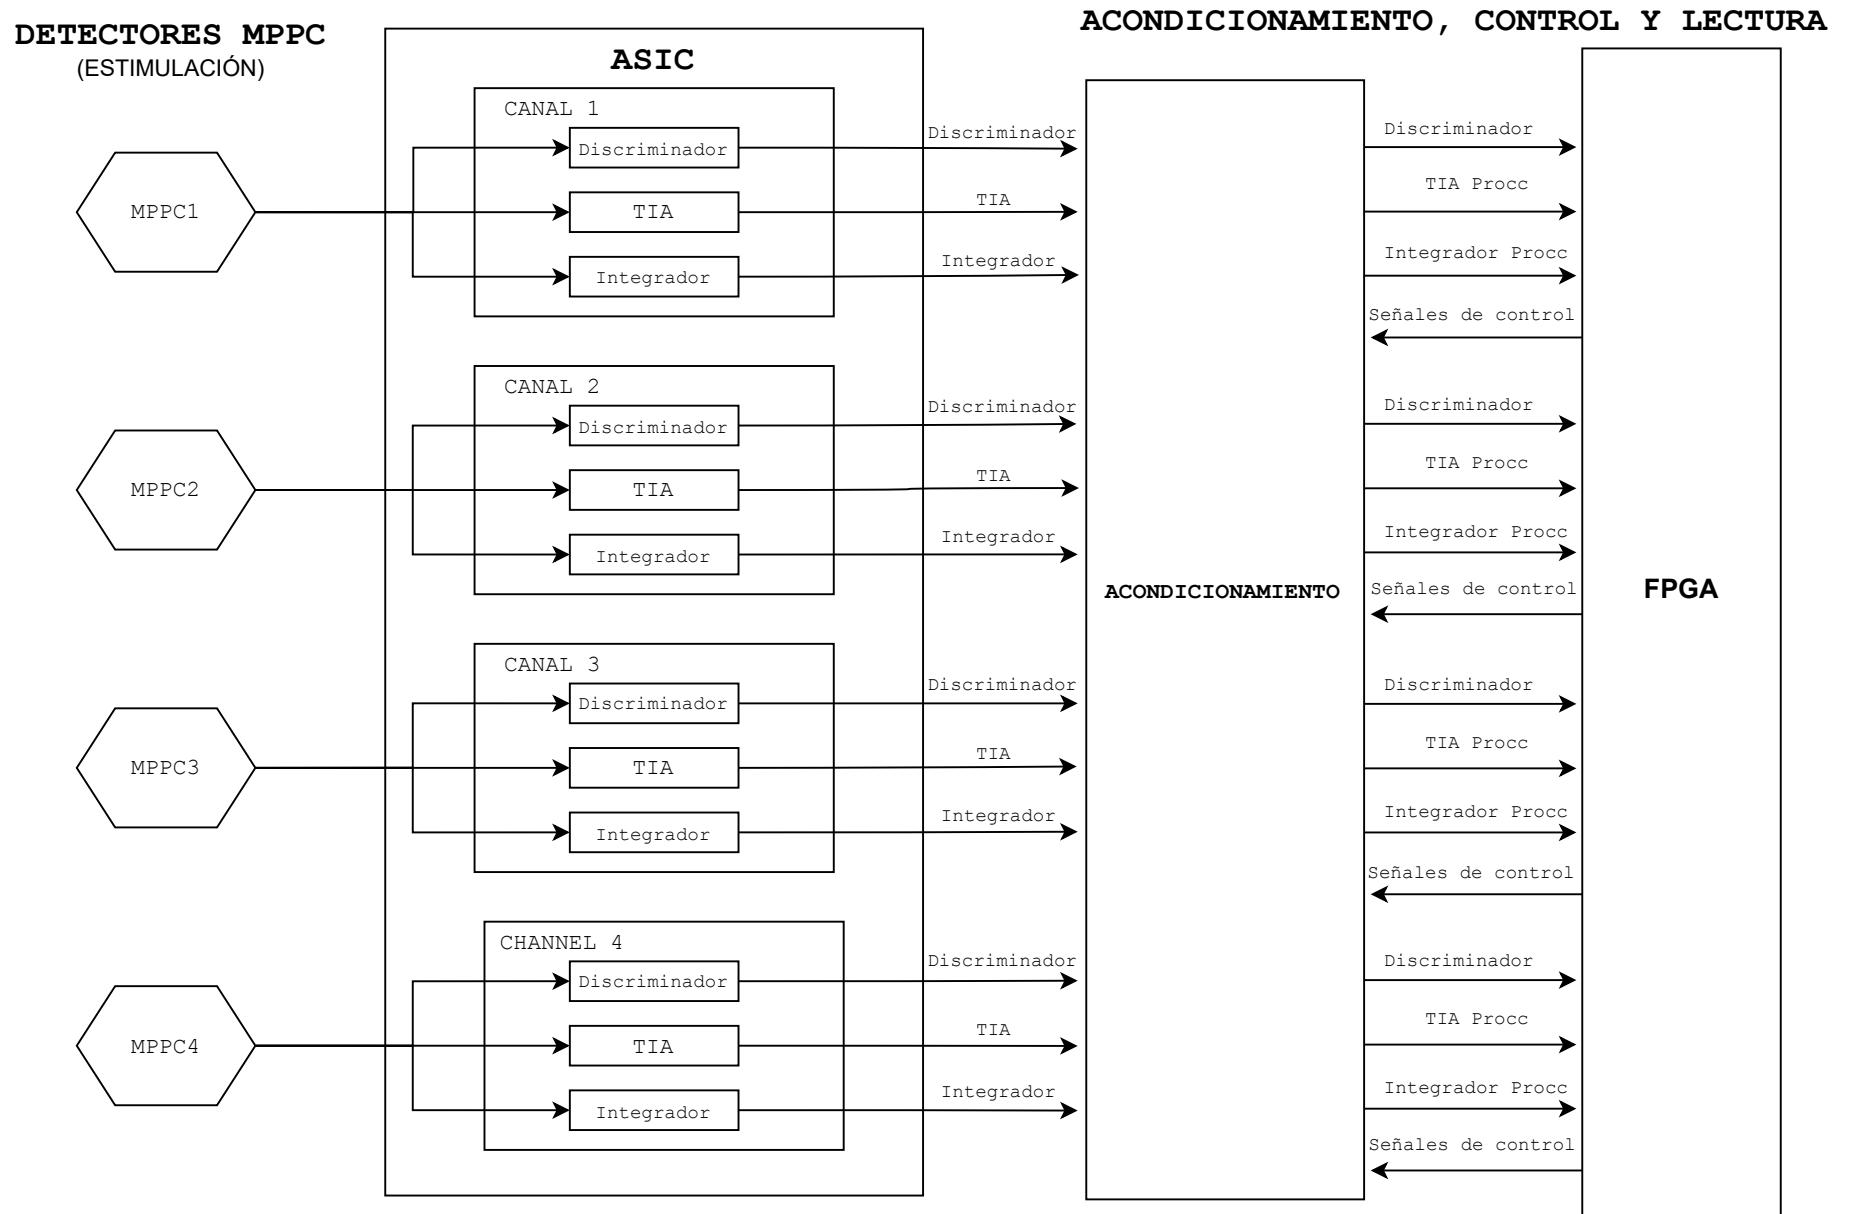 DETECTORES MPPC
(ESTIMULACIÓN)
ASIC
ACONDICIONAMIENTO, CONTROL Y LECTURA
MPPC1
CANAL 1
Discriminador
TIA
Integrador
Discriminador
TIA
Integrador
Discriminador
TIA Procc
Integrador Procc
Señales de control
MPPC2
CANAL 2
Discriminador
TIA
Integrador
Discriminador
TIA
Integrador
ACONDICIONAMIENTO
Discriminador
TIA Procc
Integrador Procc
Señales de control
FPGA
MPPC3
CANAL 3
Discriminador
TIA
Integrador
Discriminador
TIA
Integrador
Discriminador
TIA Procc
Integrador Procc
Señales de control
MPPC4
CHANNEL 4
Discriminador
TIA
Integrador
Discriminador
TIA
Integrador
Discriminador
TIA Procc
Integrador Procc
Señales de control